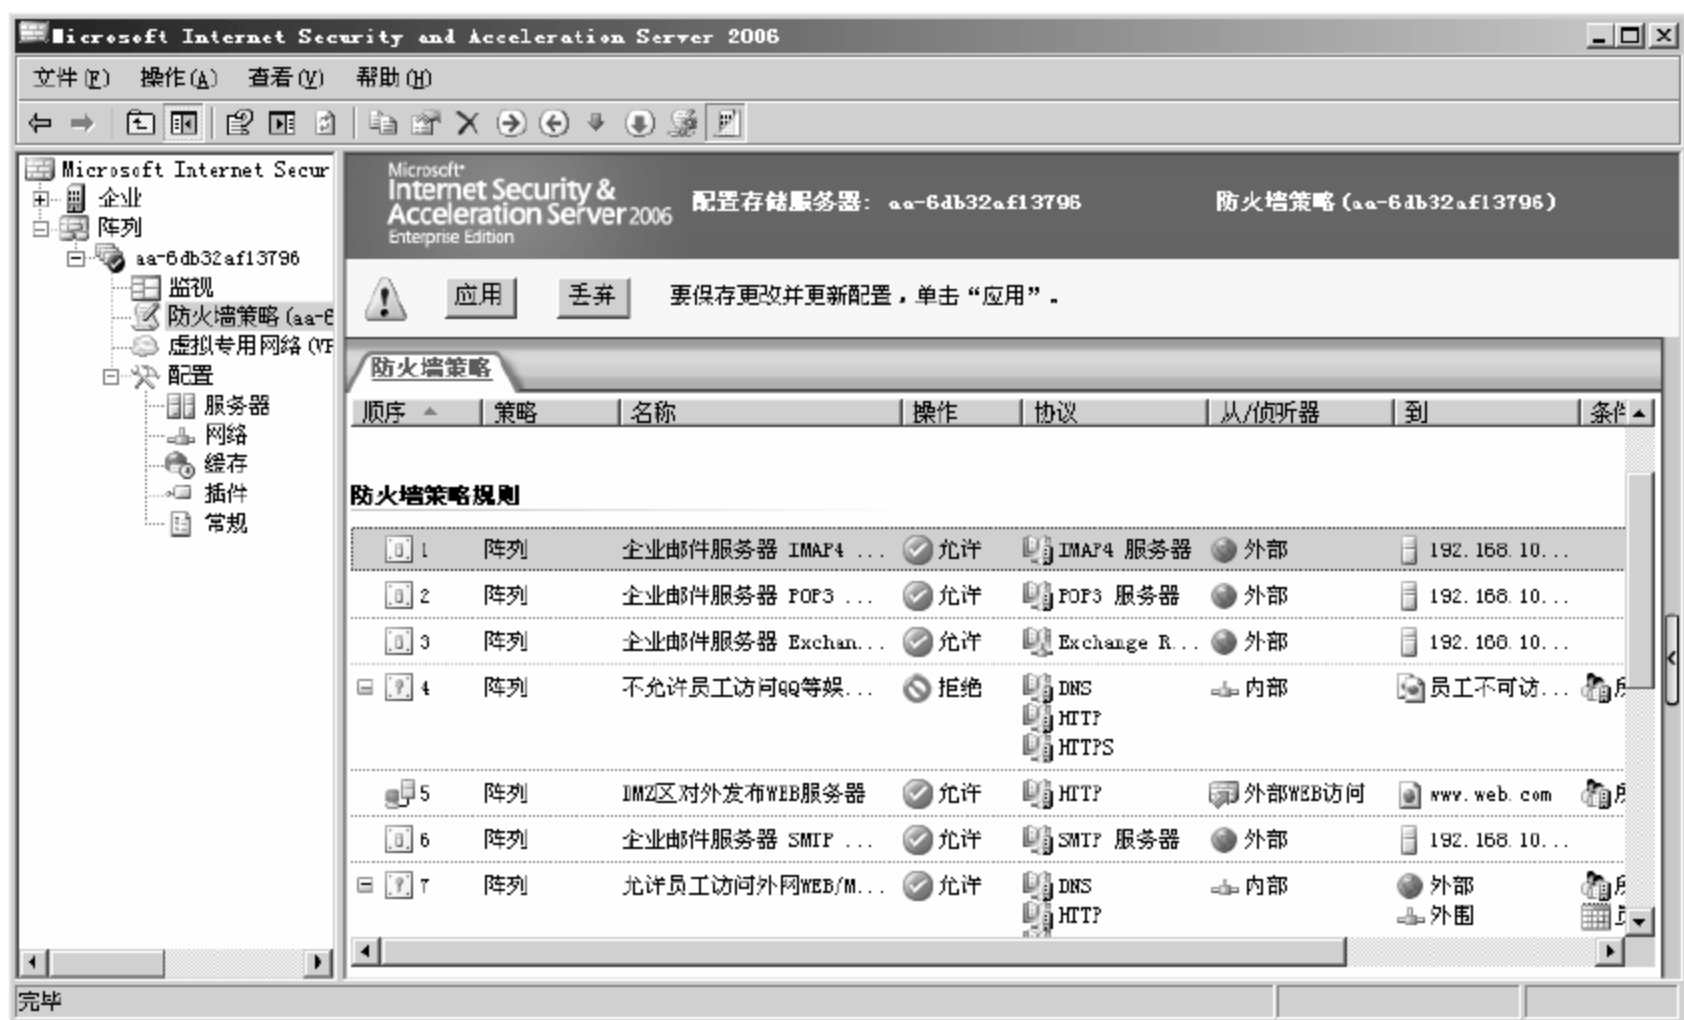 Microsoft Internet Security and Acceleration Server 2006
文件(F) 操作(A) 查看(V) 帮助(H)
Microsoft Internet Secur
企业
阵列
aa-6db32af13796
监视
防火墙策略 (aa-6
虚拟专用网络 (VP
配置
服务器
网络
缓存
插件
常规
Microsoft
Internet Security &
Acceleration Server 2006
Enterprise Edition
配置存储服务器: aa-6db32af13796
防火墙策略 (aa-6db32af13796)
应用 丢弃 要保存更改并更新配置，单击“应用”。
防火墙策略
顺序 策略 名称 操作 协议 从/侦听器 到 条件
防火墙策略规则
1 阵列 企业邮件服务器 IMAP4 ... 允许 IMAP4 服务器 外部 192.168.10...
2 阵列 企业邮件服务器 POP3 ... 允许 POP3 服务器 外部 192.168.10...
3 阵列 企业邮件服务器 Exchan... 允许 Exchange R... 外部 192.168.10...
4 阵列 不允许员工访问QQ等娱... 拒绝 DNS 内部 员工不可访...
HTTP
HTTPS
5 阵列 DMZ区对外发布WEB服务器 允许 HTTP 外部WEB访问 www.web.com
6 阵列 企业邮件服务器 SMTP ... 允许 SMTP 服务器 外部 192.168.10...
7 阵列 允许员工访问外网WEB/M... 允许 DNS 内部 外部
HTTP 外围
完毕